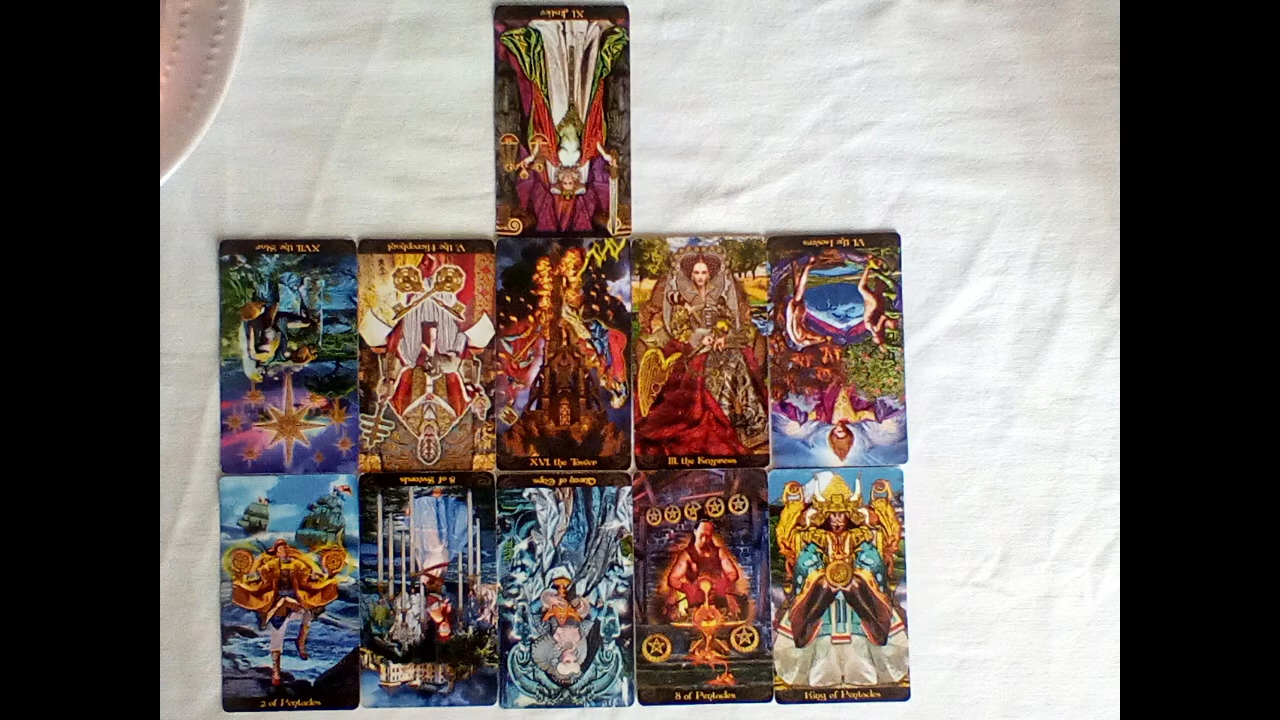 XI. Justice
XVII. the Star
V. the Hierophant
XVI. the Tower
III. the Empress
VI. the Lovers
2 of Pentacles
8 of Swords
Queen of Cups
8 of Pentacles
King of Pentacles